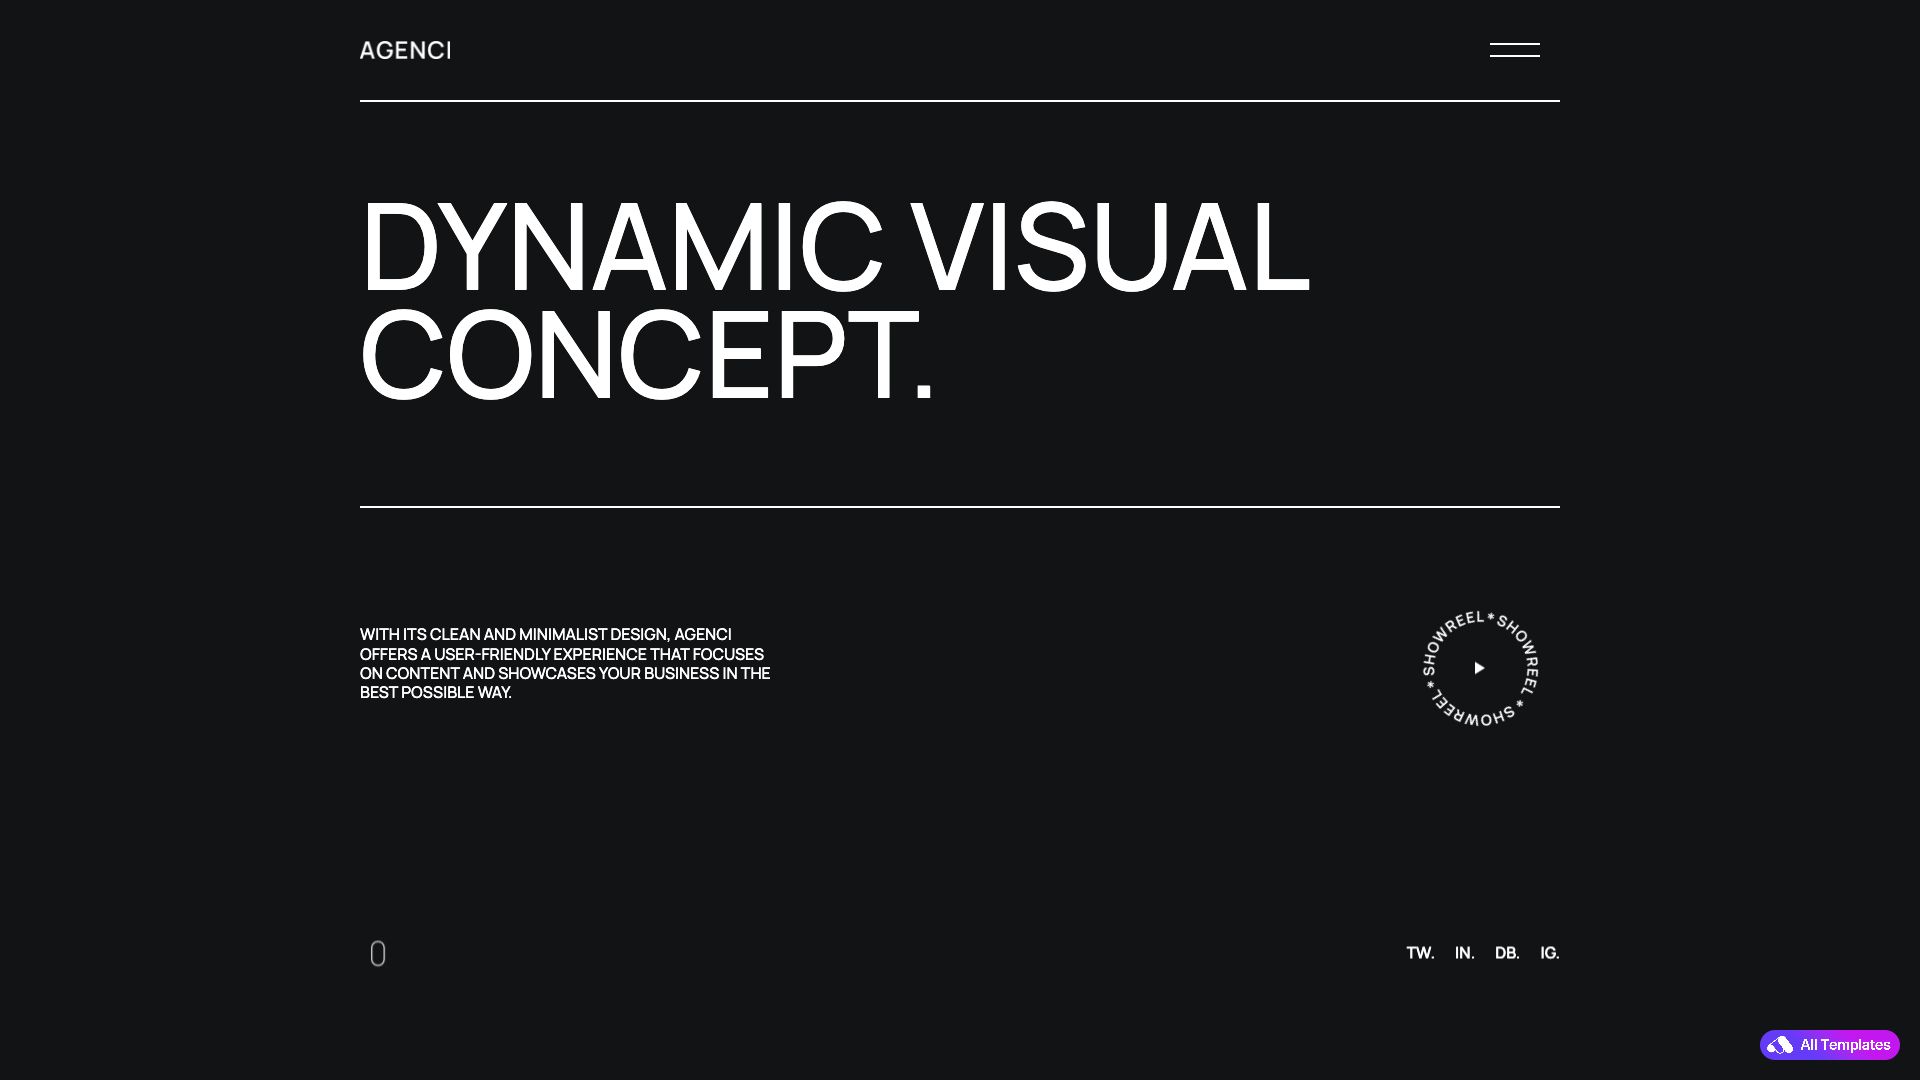 AGENCI
DYNAMIC VISUAL
CONCEPT.
WITH ITS CLEAN AND MINIMALIST DESIGN, AGENCI
OFFERS A USER-FRIENDLY EXPERIENCE THAT FOCUSES
ON CONTENT AND SHOWCASES YOUR BUSINESS IN THE
BEST POSSIBLE WAY.
SHOWREEL * SHOWREEL * SHOWREEL *
TW. IN. DB. IG.
All Templates